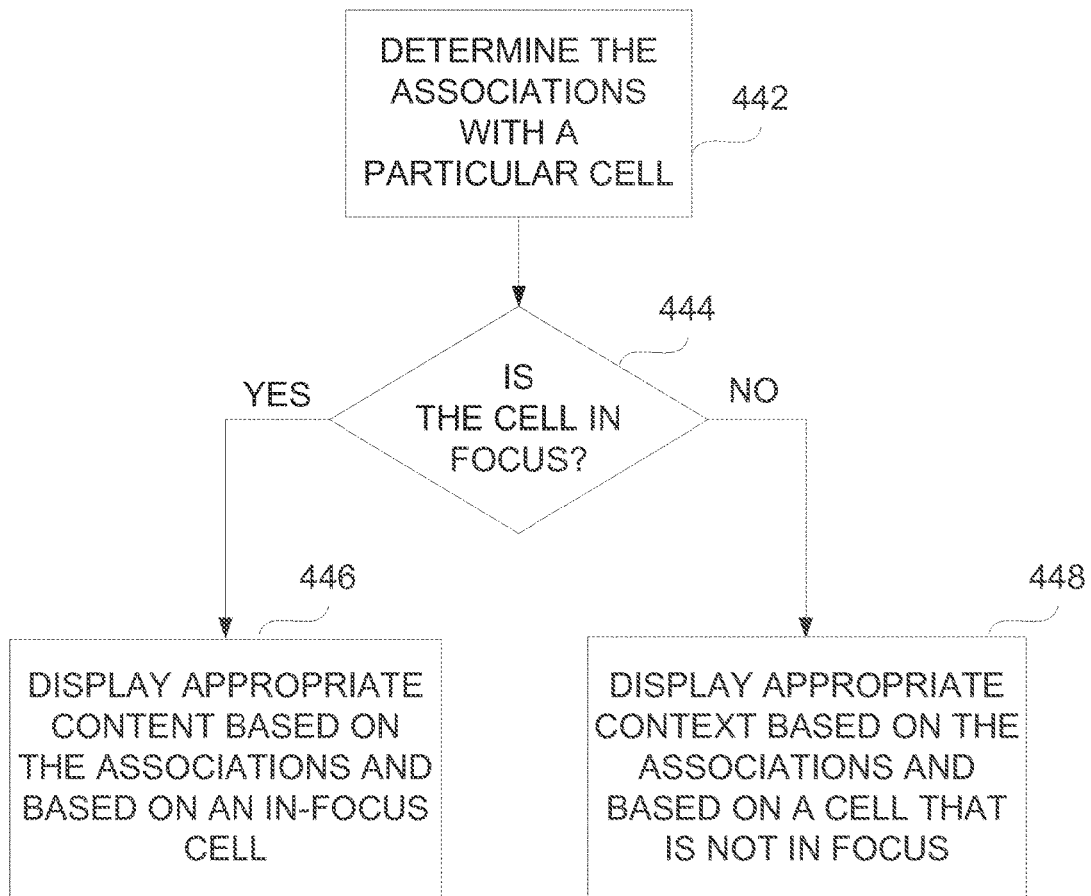 DETERMINE THE
ASSOCIATIONS
WITH A
PARTICULAR CELL
442
444
IS
THE CELL IN
FOCUS?
YES
NO
446
448
DISPLAY APPROPRIATE
CONTENT BASED ON
THE ASSOCIATIONS AND
BASED ON AN IN-FOCUS
CELL
DISPLAY APPROPRIATE
CONTEXT BASED ON THE
ASSOCIATIONS AND
BASED ON A CELL THAT
IS NOT IN FOCUS